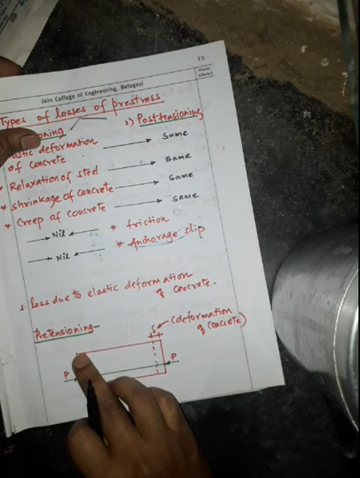 13
Jain College of Engineering, Belagavi
Types of losses of prestress
2) Posttensioning
deformation of concrete → same
* Relaxation of steel → same
* shrinkage of concrete → same
* Creep of concrete → same
→ Nil ← * friction
→ Nil ← * Anchorage slip
loss due to elastic deformation
of concrete.
Pretensioning-
(deformation
of concrete)
P P